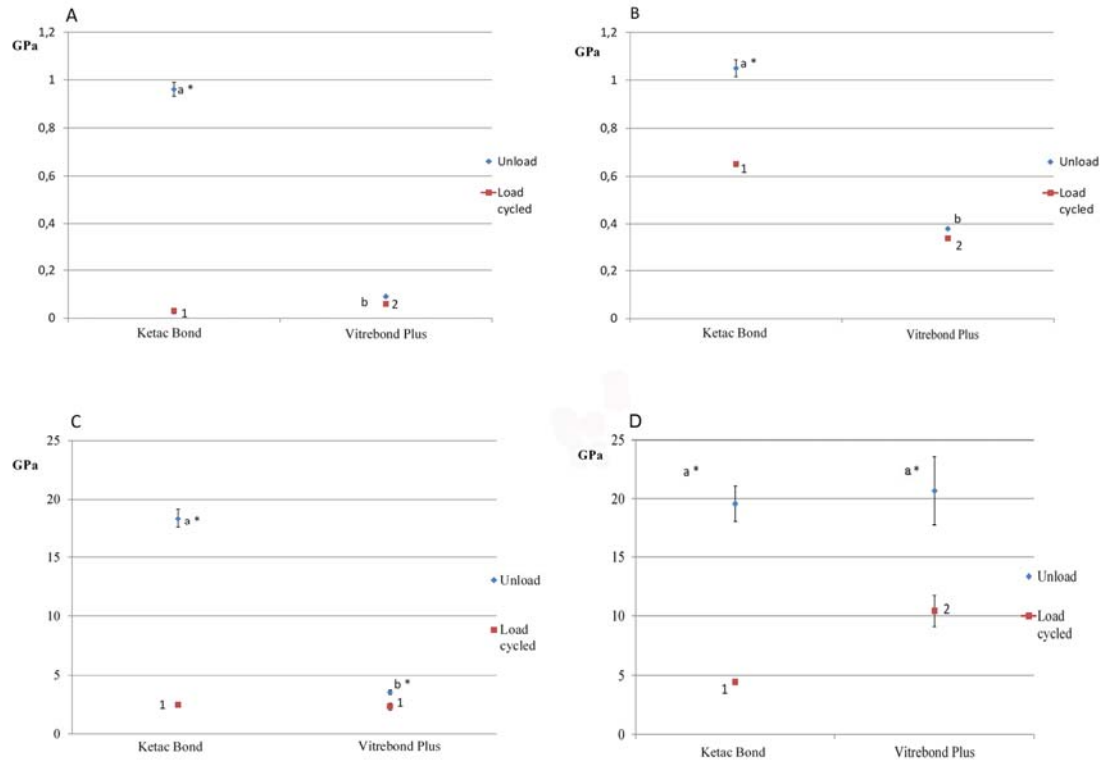 A
GPa
1,2
1
0,8
0,6
0,4
0,2
0
a *
1
b
2
Ketac Bond
Vitrebond Plus
Unload
Load
cycled
B
GPa
1,2
1
0,8
0,6
0,4
0,2
0
a *
1
b
2
Ketac Bond
Vitrebond Plus
Unload
Load
cycled
C
GPa
25
20
15
10
5
0
a *
1
b *
1
Ketac Bond
Vitrebond Plus
Unload
Load
cycled
D
GPa
25
20
15
10
5
0
a *
1
a *
2
Ketac Bond
Vitrebond Plus
Unload
Load
cycled